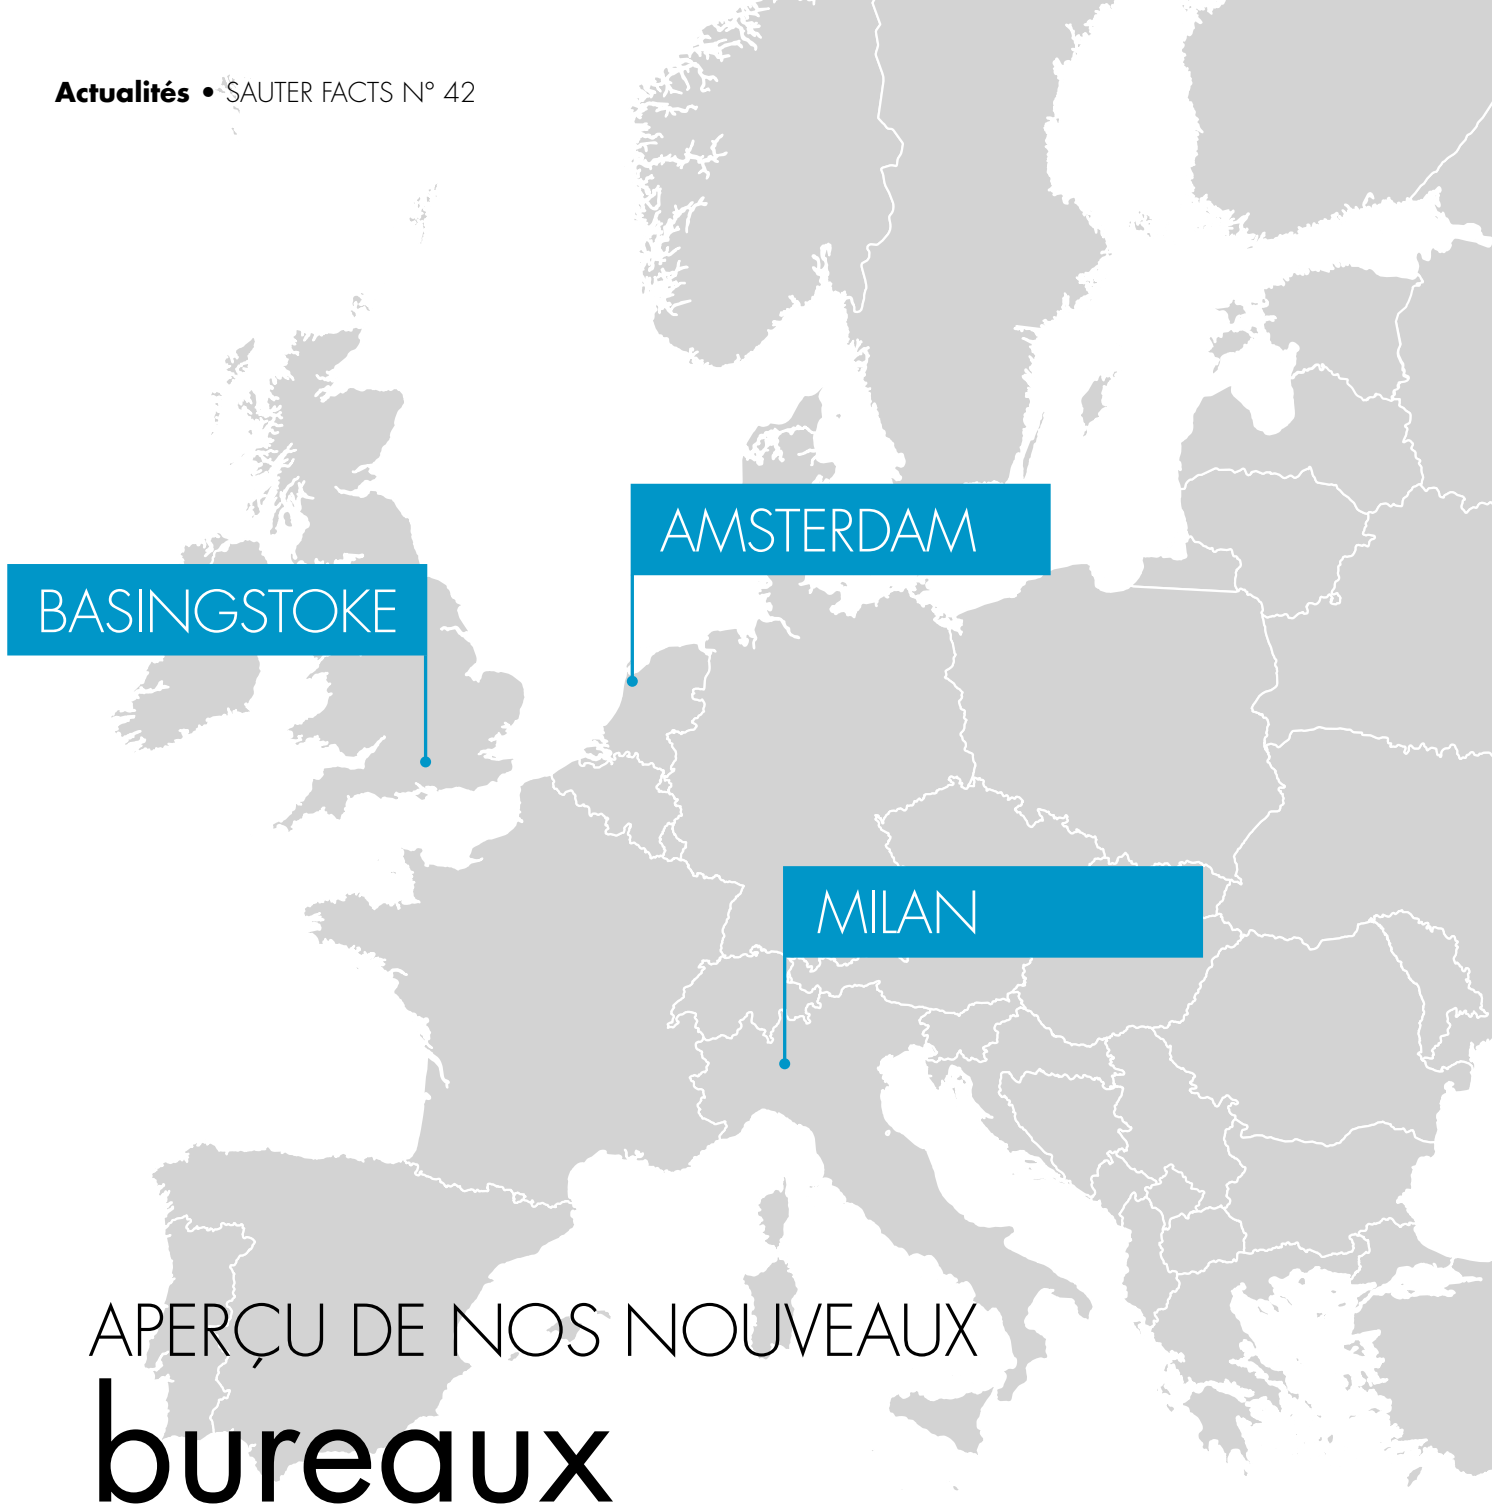 Actualités • SAUTER FACTS N° 42
AMSTERDAM
BASINGSTOKE
MILAN
APERÇU DE NOS NOUVEAUX
bureaux